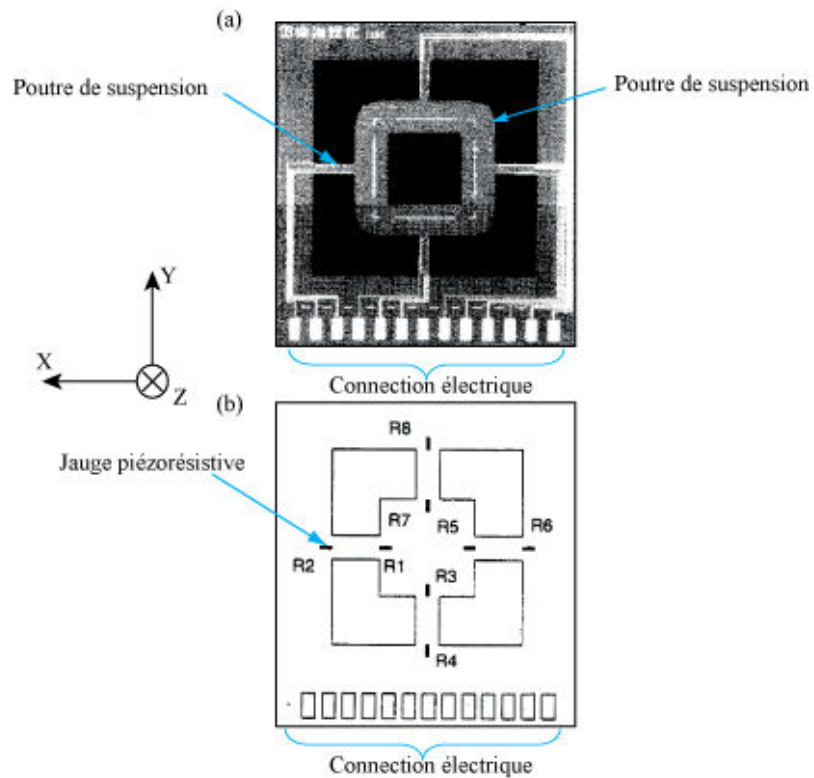 (a)
Poutre de suspension
Poutre de suspension
Y
X
Z
Connection électrique
(b)
R8
Jauge piézorésistive
R7
R5
R6
R2
R1
R3
R4
Connection électrique